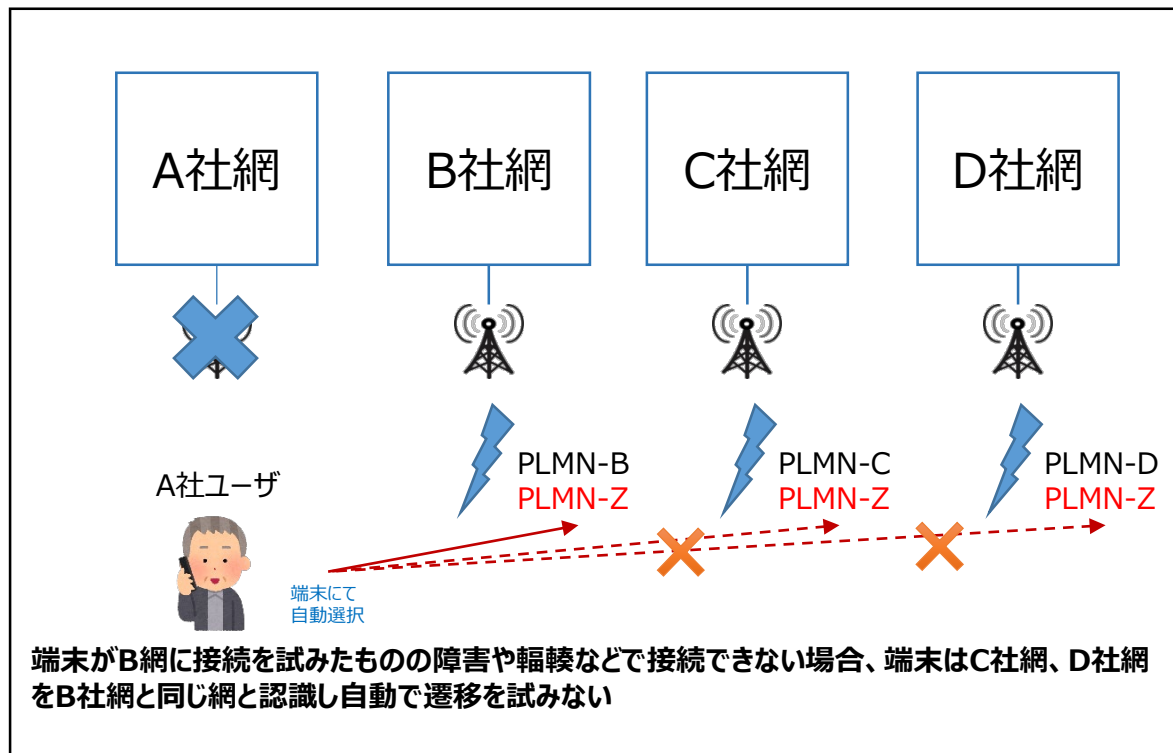 A社網
B社網
C社網
D社網
PLMN-B
PLMN-Z
PLMN-C
PLMN-Z
PLMN-D
PLMN-Z
A社ユーザ
端末にて
自動選択
端末がB網に接続を試みたものの障害や輻輳などで接続できない場合、端末はC社網、D社網
をB社網と同じ網と認識し自動で遷移を試みない